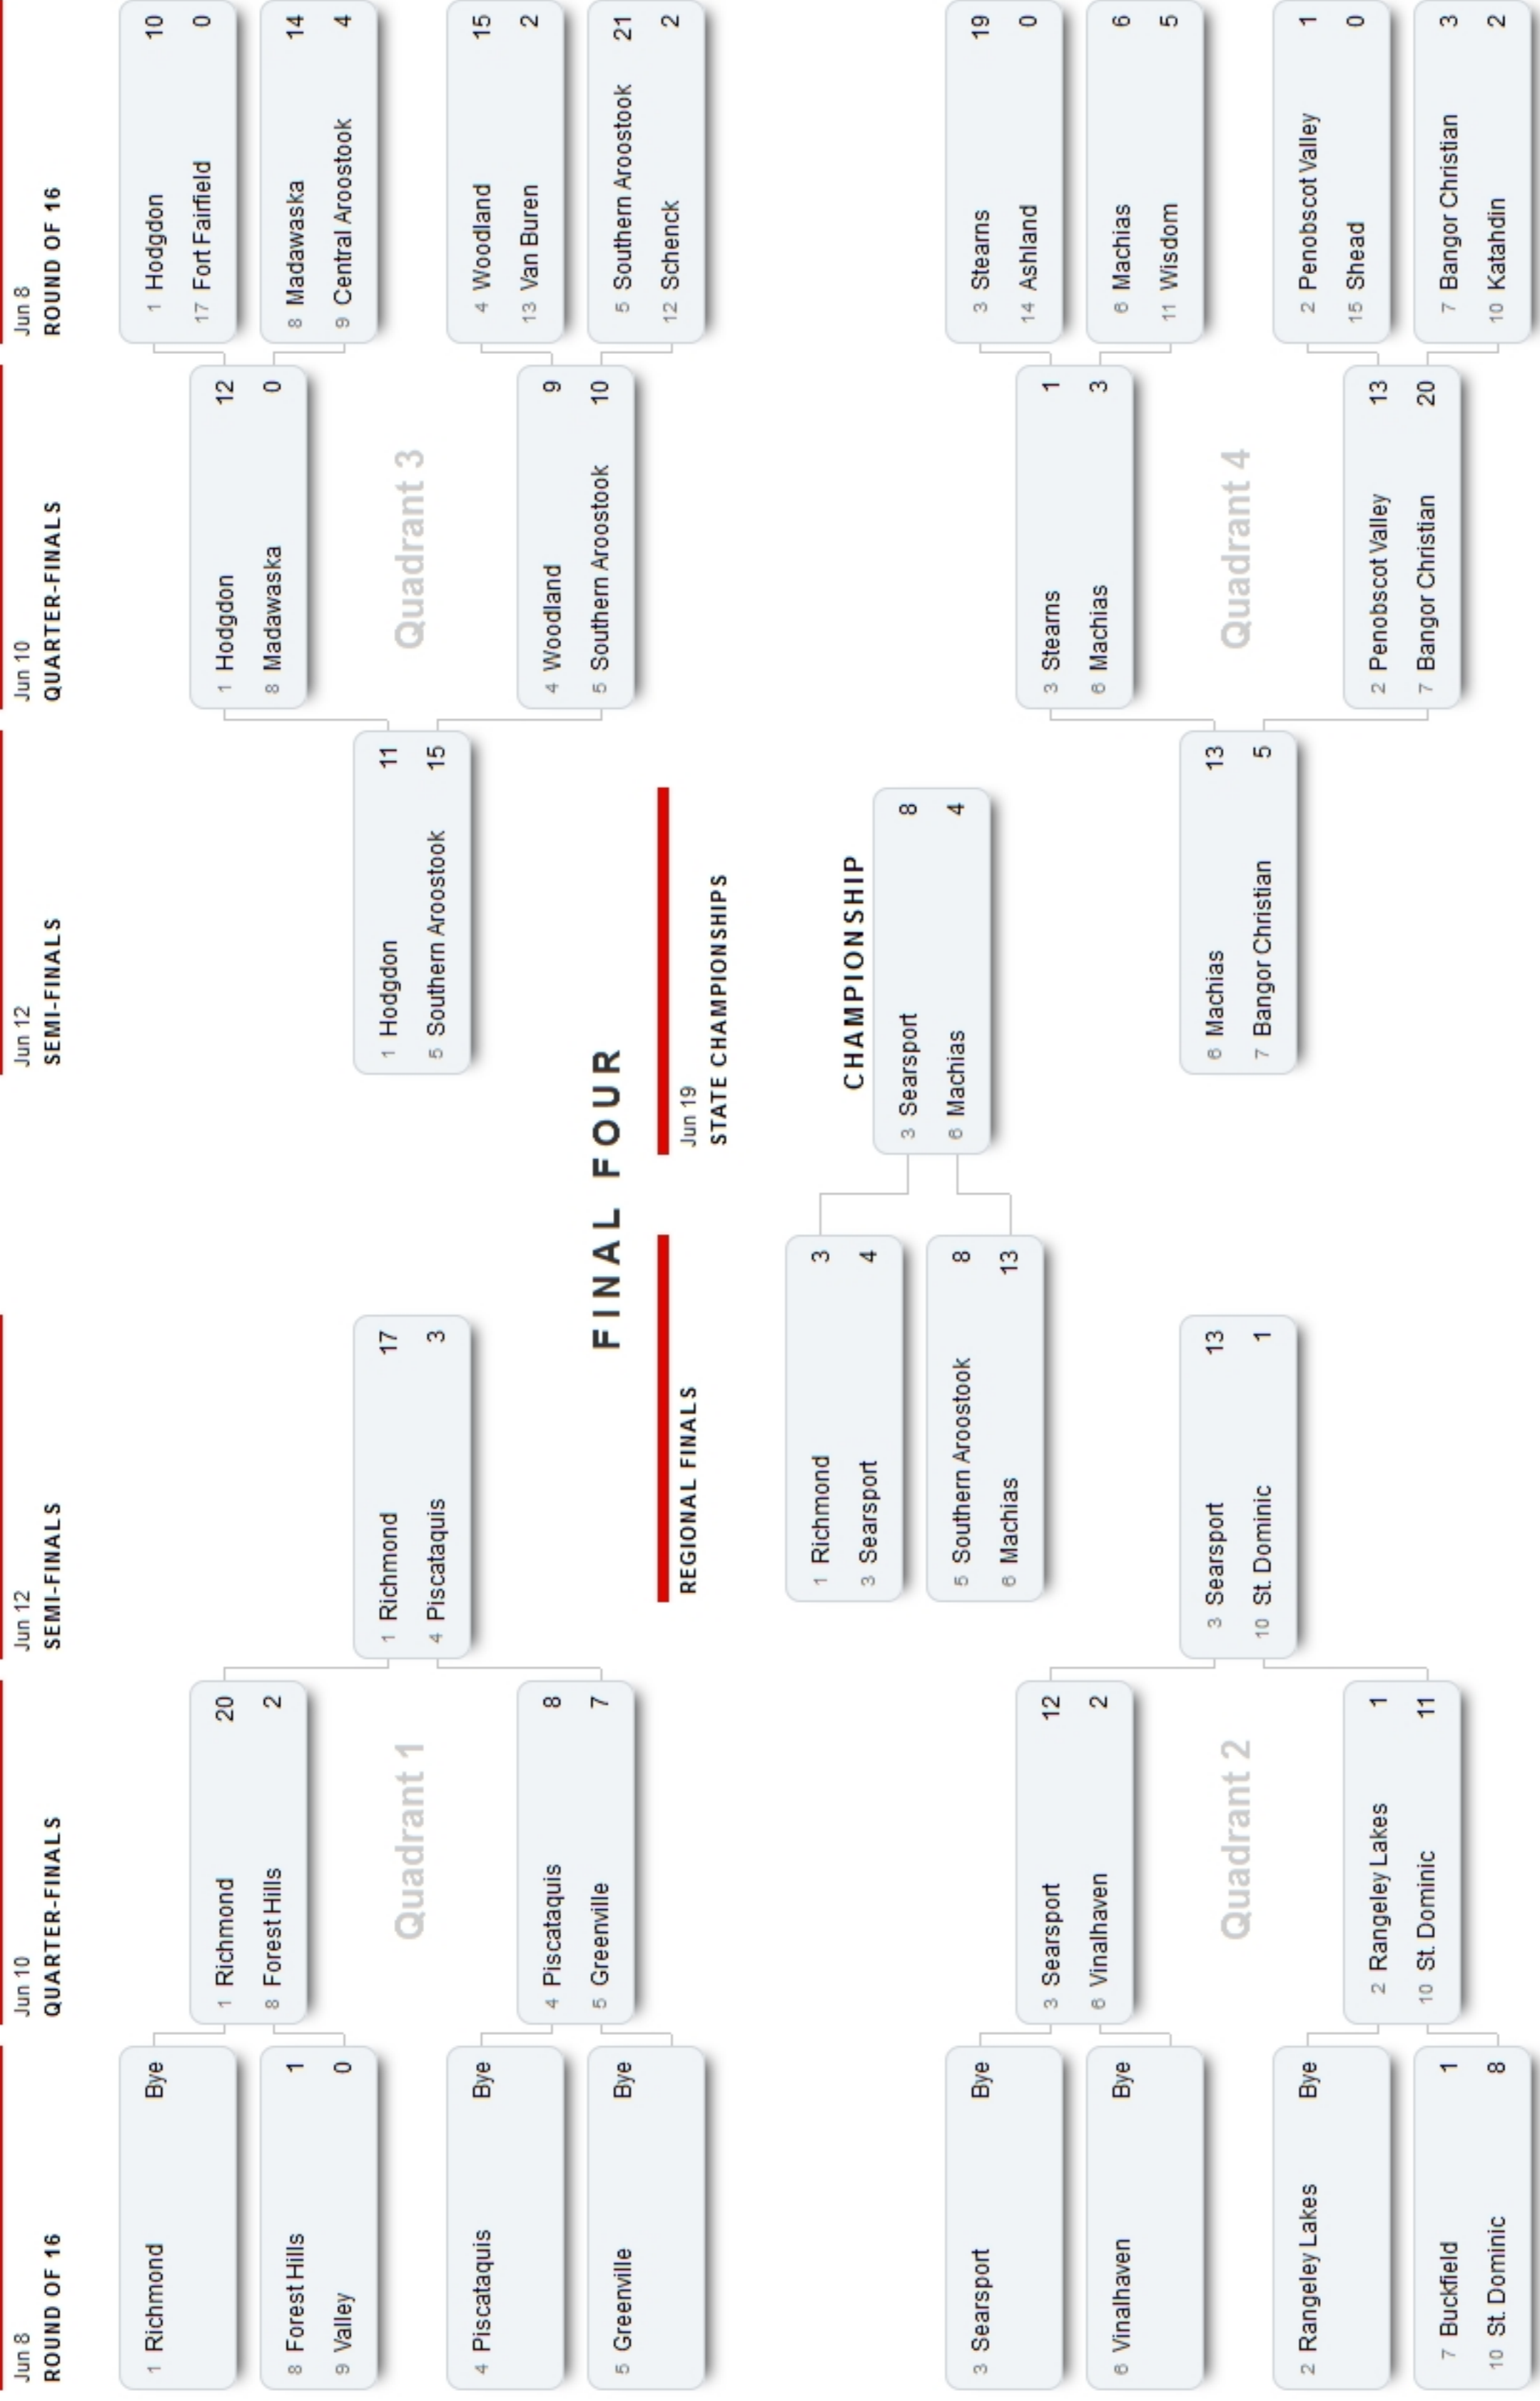 Jun 8
ROUND OF 16
Jun 10
QUARTER-FINALS
Jun 12
SEMI-FINALS
Jun 12
SEMI-FINALS
Jun 10
QUARTER-FINALS
Jun 8
ROUND OF 16
1 Richmond Bye
8 Forest Hills 1
9 Valley 0
4 Piscataquis Bye
5 Greenville Bye
1 Richmond 20
8 Forest Hills 2
Quadrant 1
4 Piscataquis 8
5 Greenville 7
1 Richmond 17
4 Piscataquis 3
1 Hodgdon 11
5 Southern Aroostook 15
1 Hodgdon 12
8 Madawaska 0
Quadrant 3
4 Woodland 9
5 Southern Aroostook 10
1 Hodgdon 10
17 Fort Fairfield 0
8 Madawaska 14
9 Central Aroostook 4
4 Woodland 15
13 Van Buren 2
5 Southern Aroostook 21
12 Schenck 2
FINAL FOUR
REGIONAL FINALS
Jun 19
STATE CHAMPIONSHIPS
1 Richmond 3
3 Searsport 4
5 Southern Aroostook 8
6 Machias 13
CHAMPIONSHIP
3 Searsport 8
6 Machias 4
3 Searsport Bye
6 Vinalhaven Bye
2 Rangeley Lakes Bye
7 Buckfield 1
10 St. Dominic 8
3 Searsport 12
6 Vinalhaven 2
Quadrant 2
2 Rangeley Lakes 1
10 St. Dominic 11
3 Searsport 13
10 St. Dominic 1
6 Machias 13
7 Bangor Christian 5
3 Stearns 1
6 Machias 3
Quadrant 4
2 Penobscot Valley 13
7 Bangor Christian 20
3 Stearns 19
14 Ashland 0
6 Machias 6
11 Wisdom 5
2 Penobscot Valley 1
15 Shead 0
7 Bangor Christian 3
10 Katahdin 2